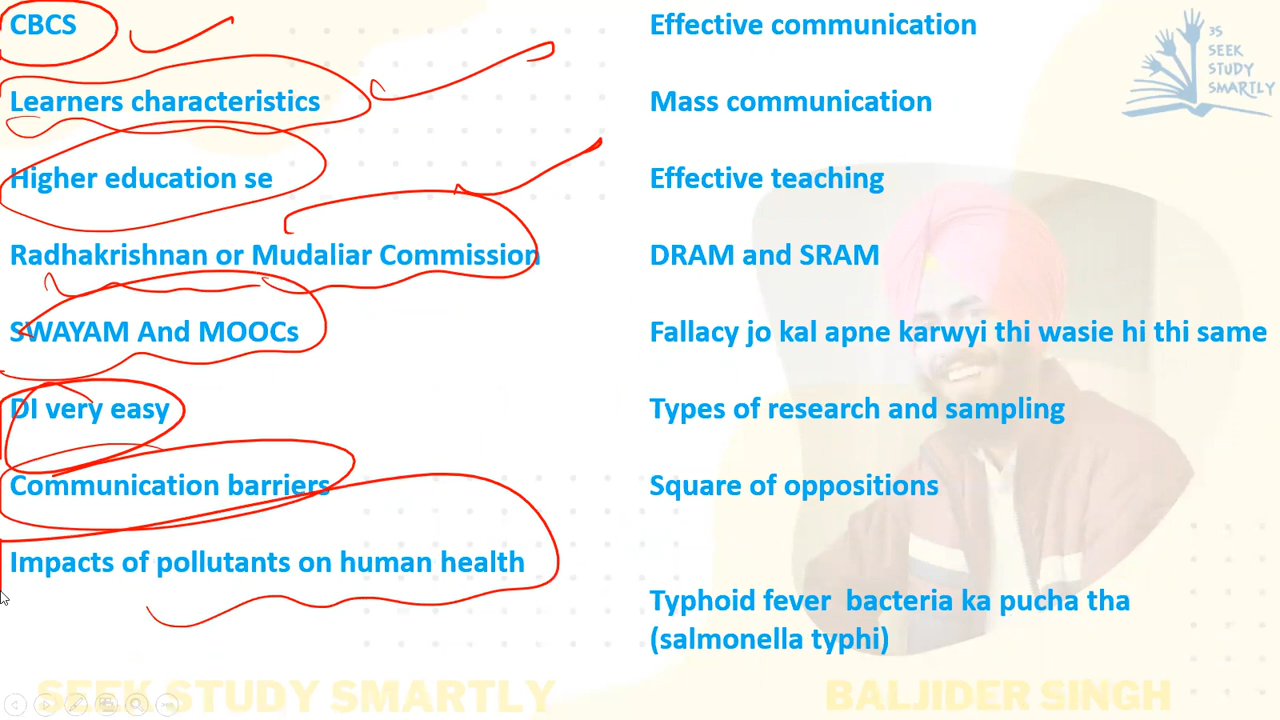 CBCS
Learners characteristics
Higher education se
Radhakrishnan or Mudaliar Commission
SWAYAM And MOOCs
DI very easy
Communication barriers
Impacts of pollutants on human health
Effective communication
Mass communication
Effective teaching
DRAM and SRAM
Fallacy jo kal apne karwyi thi wasie hi thi same
Types of research and sampling
Square of oppositions
Typhoid fever bacteria ka pucha tha
(salmonella typhi)
3S
SEEK
STUDY
SMARTLY
SEEK STUDY SMARTLY
BALJIDER SINGH